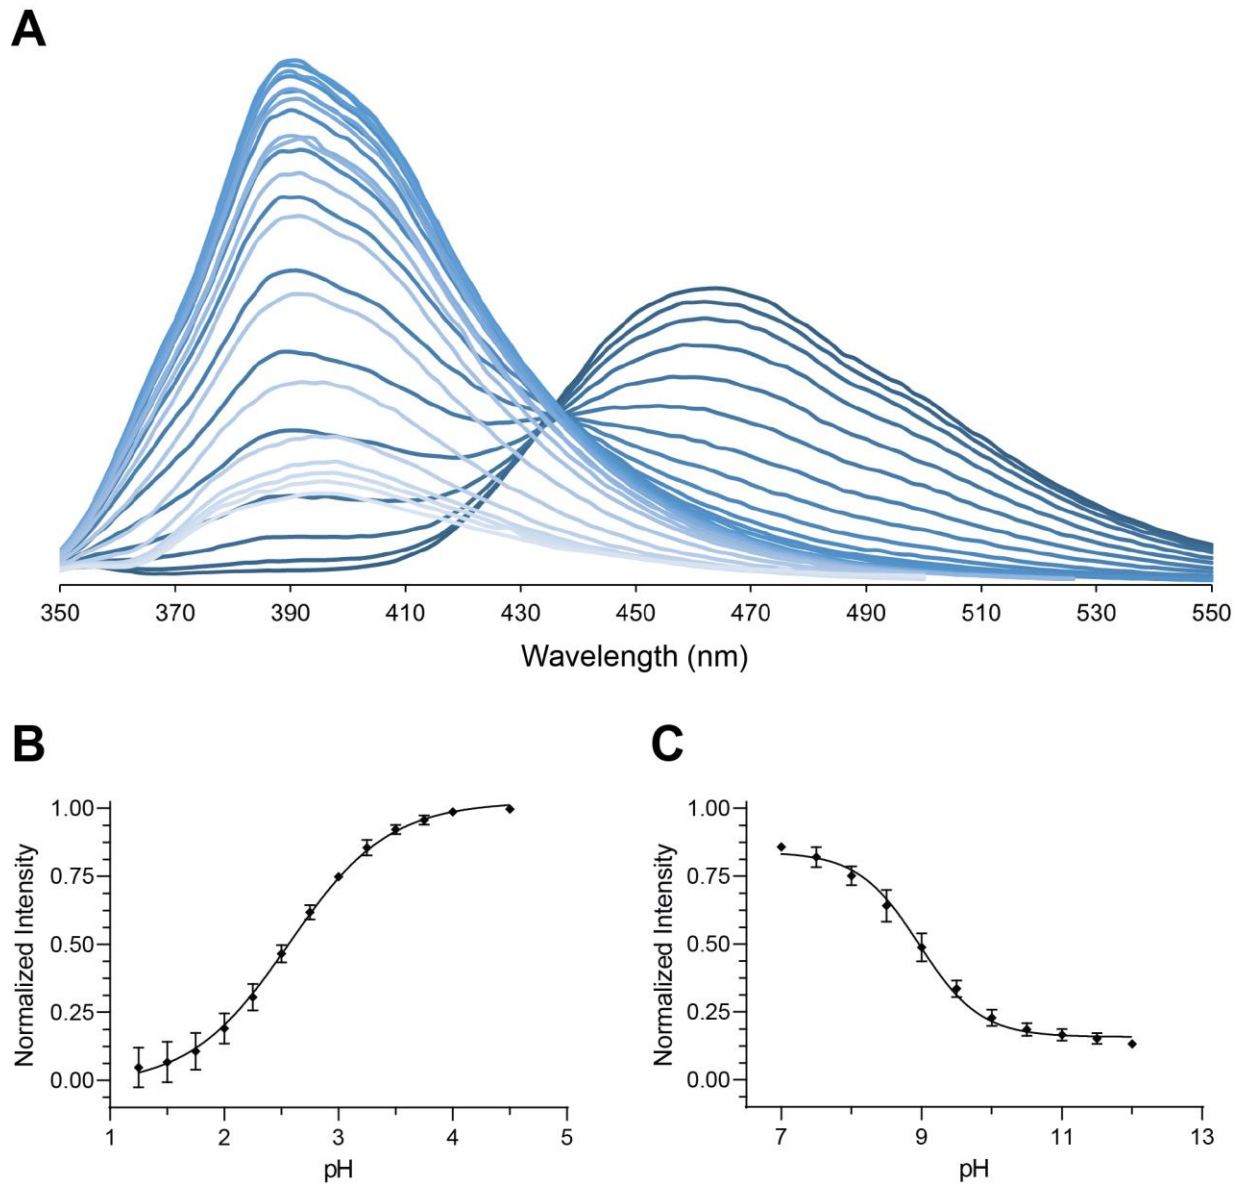 A
350 370 390 410 430 450 470 490 510 530 550
Wavelength (nm)
B
Normalized Intensity
1.00
0.75
0.50
0.25
0.00
1 2 3 4 5
pH
C
Normalized Intensity
1.00
0.75
0.50
0.25
0.00
7 9 11 13
pH